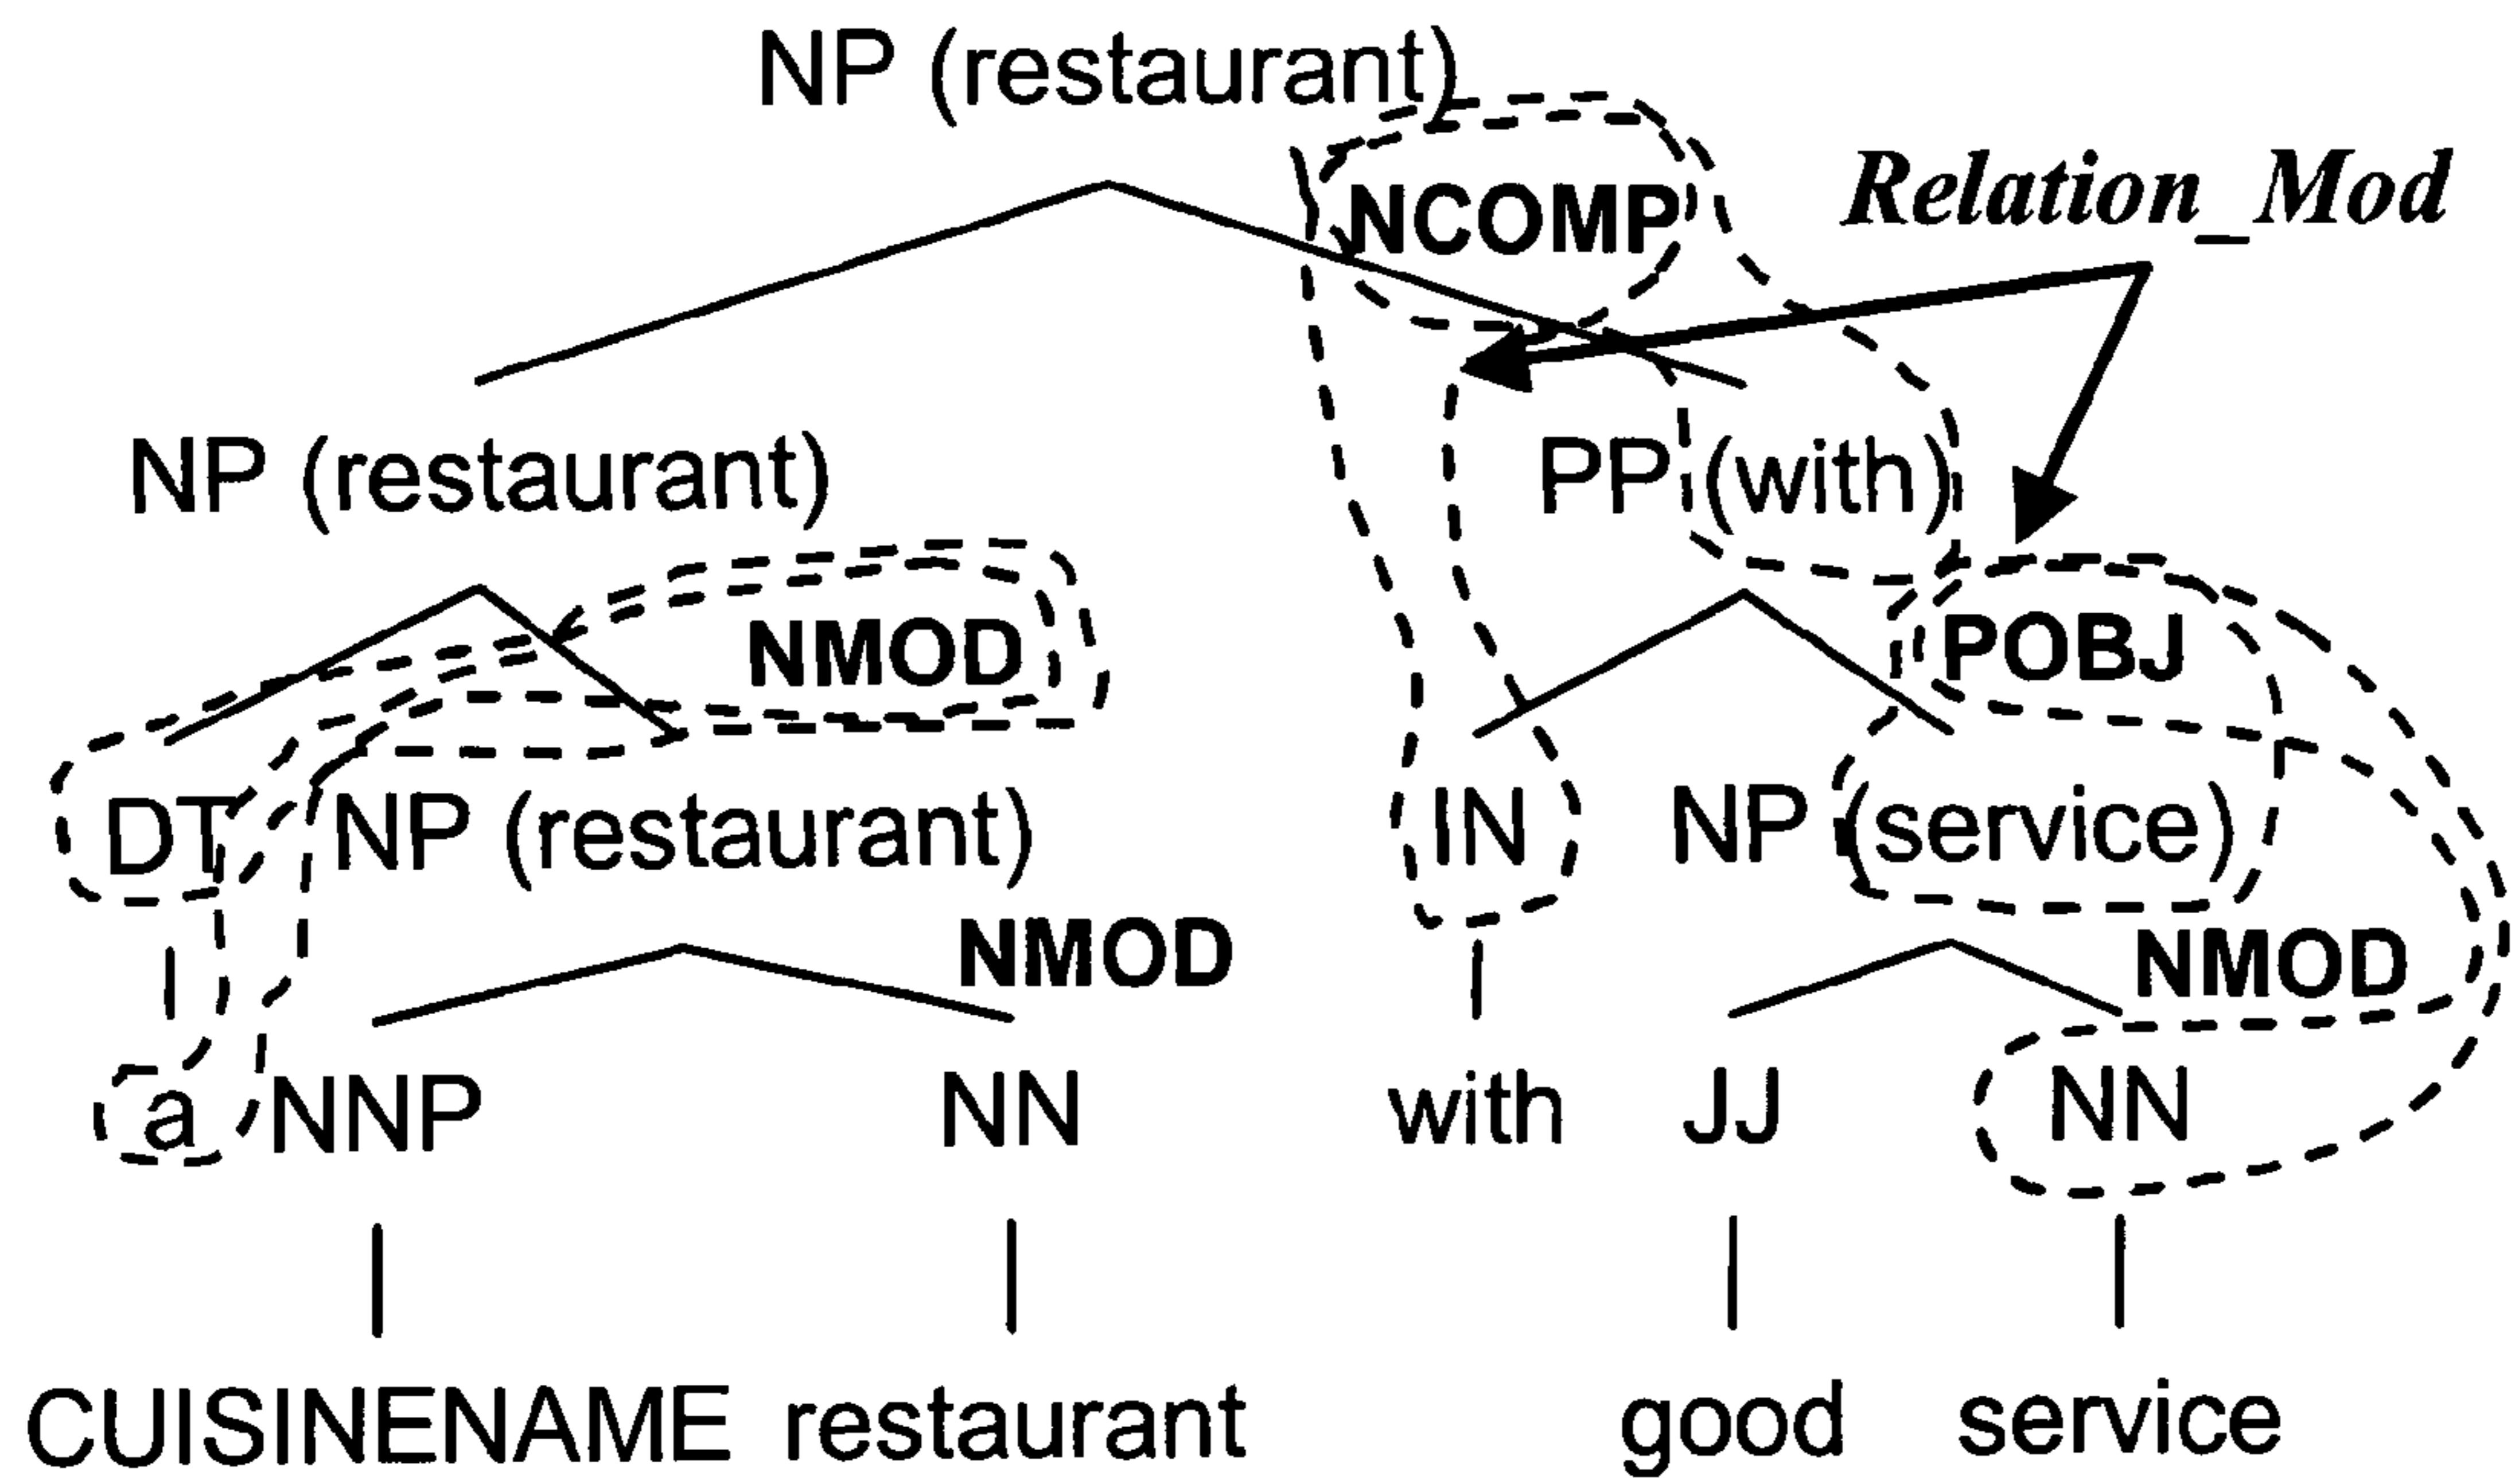 NP (restaurant)
NCOMP
Relation_Mod
NP (restaurant)
PP (with)
NMOD
POBJ
DT NP (restaurant)
IN NP (service)
NMOD
NMOD
a NNP NN with JJ NN
CUISINENAME restaurant good service